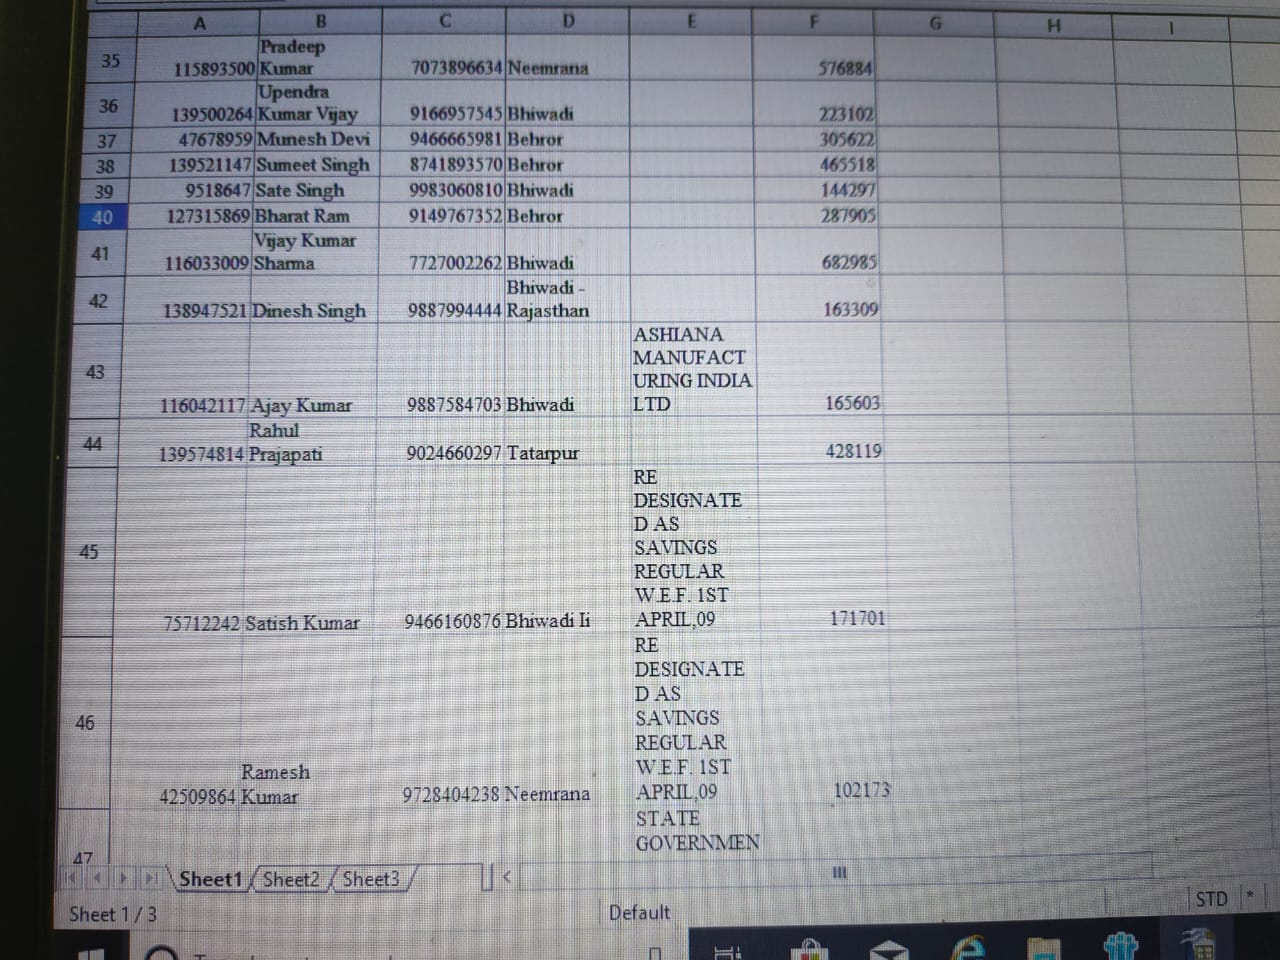 A B C D E F G H I
35 115893500 Pradeep Kumar 7073896634 Neemrana 576884
36 139500264 Upendra Kumar Vijay 9166957545 Bhiwadi 223102
37 47678959 Munesh Devi 9466665981 Behror 305622
38 139521147 Sumeet Singh 8741893570 Behror 465518
39 9518647 Sate Singh 9983060810 Bhiwadi 144297
40 127315869 Bharat Ram 9149767352 Behror 287905
41 116033009 Vijay Kumar Sharma 7727002262 Bhiwadi 682985
42 138947521 Dinesh Singh 9887994444 Bhiwadi - Rajasthan 163309
ASHIANA
MANUFACT
URING INDIA
43 116042117 Ajay Kumar 9887584703 Bhiwadi LTD 165603
44 139574814 Rahul Prajapati 9024660297 Tatarpur 428119
RE
DESIGNATE
D AS
SAVINGS
REGULAR
W.E.F. 1ST
45 75712242 Satish Kumar 9466160876 Bhiwadi Ii APRIL,09 171701
RE
DESIGNATE
D AS
SAVINGS
REGULAR
W.E.F. 1ST
46 42509864 Ramesh Kumar 9728404238 Neemrana APRIL,09 102173
STATE
47 GOVERNMEN
Sheet1 Sheet2 Sheet3
Sheet 1 / 3 Default STD *